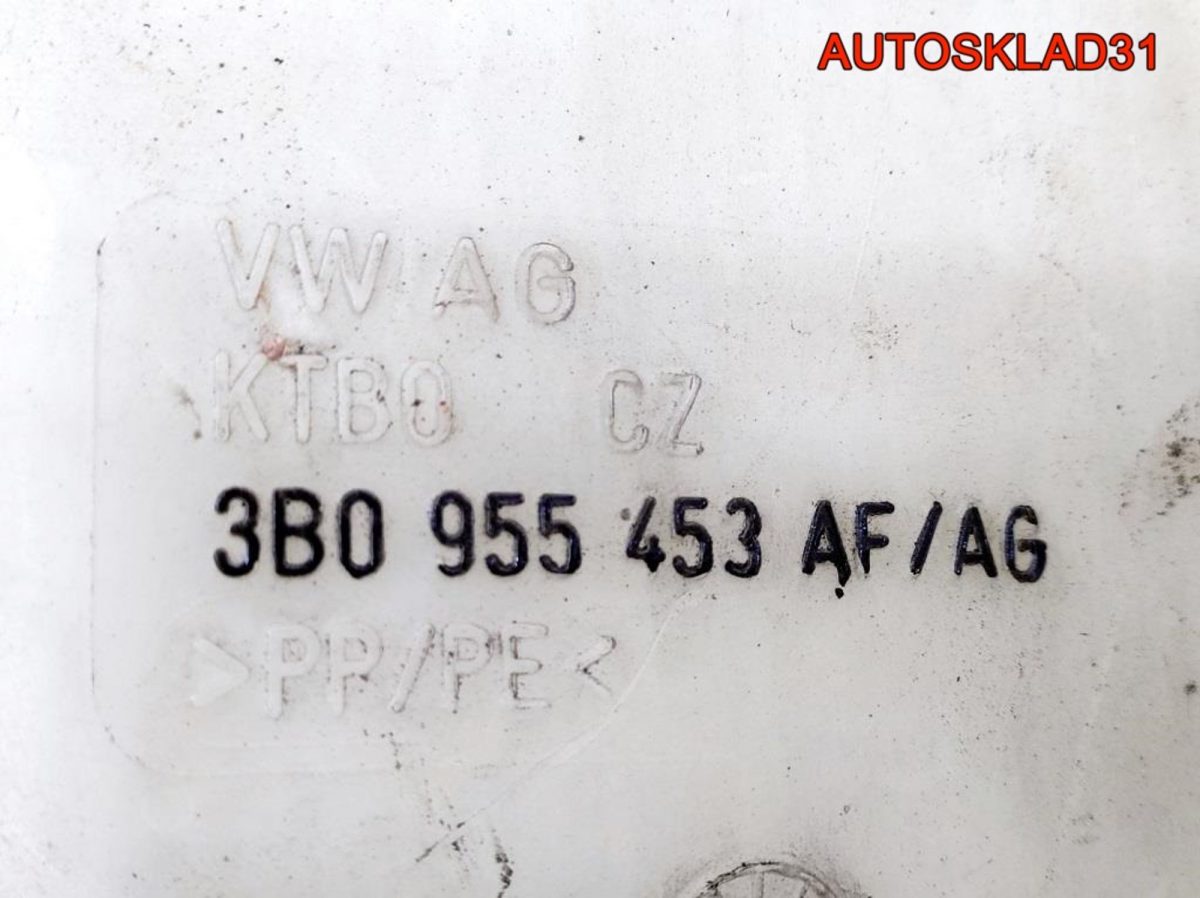 AUTOSKLAD31
VW AG
KTBO CZ
3B0 955 453 AF/AG
>PP/PE<